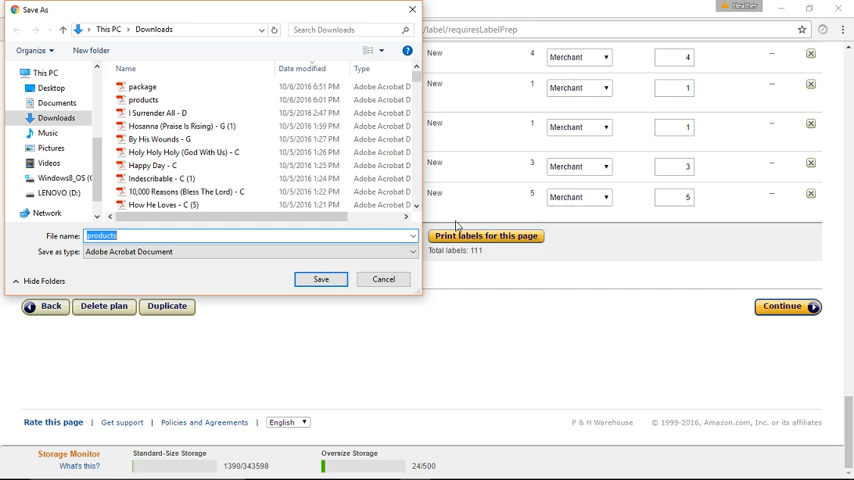 Save As
Heather
This PC > Downloads
Search Downloads
/label/requiresLabelPrep
Organize
New folder
This PC
Desktop
Documents
Downloads
Music
Pictures
Videos
Windows8_OS (
LENOVO (D:)
Network
Name Date modified Type
package 10/6/2016 6:51 PM Adobe Acrobat D
products 10/6/2016 6:01 PM Adobe Acrobat D
I Surrender All - D 10/5/2016 2:47 PM Adobe Acrobat D
Hosanna (Praise Is Rising) - G (1) 10/5/2016 1:59 PM Adobe Acrobat D
By His Wounds - G 10/5/2016 1:27 PM Adobe Acrobat D
Holy Holy Holy (God With Us) - C 10/5/2016 1:26 PM Adobe Acrobat D
Happy Day - C 10/5/2016 1:25 PM Adobe Acrobat D
Indescribable - C (1) 10/5/2016 1:24 PM Adobe Acrobat D
10,000 Reasons (Bless The Lord) - C 10/5/2016 1:22 PM Adobe Acrobat D
How He Loves - C (5) 10/5/2016 1:21 PM Adobe Acrobat D
File name: products
Save as type: Adobe Acrobat Document
Hide Folders
Save
Cancel
New 4 Merchant 4 --
New 1 Merchant 1 --
New 1 Merchant 1 --
New 3 Merchant 3 --
New 5 Merchant 5 --
Print labels for this page
Total labels: 111
Back
Delete plan
Duplicate
Continue
Rate this page | Get support | Policies and Agreements | English
P & H Warehouse © 1999-2016, Amazon.com, Inc. or its affiliates
Storage Monitor
What's this?
Standard-Size Storage
1390/343598
Oversize Storage
24/500